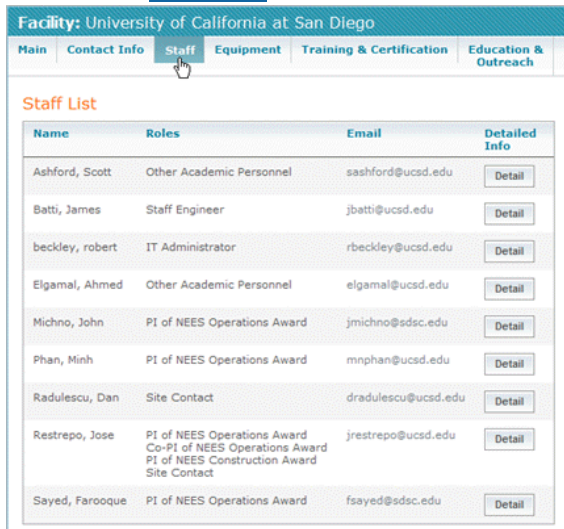 Facility: University of California at San Diego
Main Contact Info Staff Equipment Training & Certification Education &
Outreach
Staff List
Name Roles Email Detailed
Info
Ashford, Scott Other Academic Personnel sashford@ucsd.edu Detail
Batti, James Staff Engineer jbatti@ucsd.edu Detail
beckley, robert IT Administrator rbeckley@ucsd.edu Detail
Elgamal, Ahmed Other Academic Personnel elgamal@ucsd.edu Detail
Michno, John PI of NEES Operations Award jmichno@sdsc.edu Detail
Phan, Minh PI of NEES Operations Award mnphan@ucsd.edu Detail
Radulescu, Dan Site Contact dradulescu@ucsd.edu Detail
Restrepo, Jose PI of NEES Operations Award jrestrepo@ucsd.edu Detail
Co-PI of NEES Operations Award
PI of NEES Construction Award
Site Contact
Sayed, Farooque PI of NEES Operations Award fsayed@sdsc.edu Detail